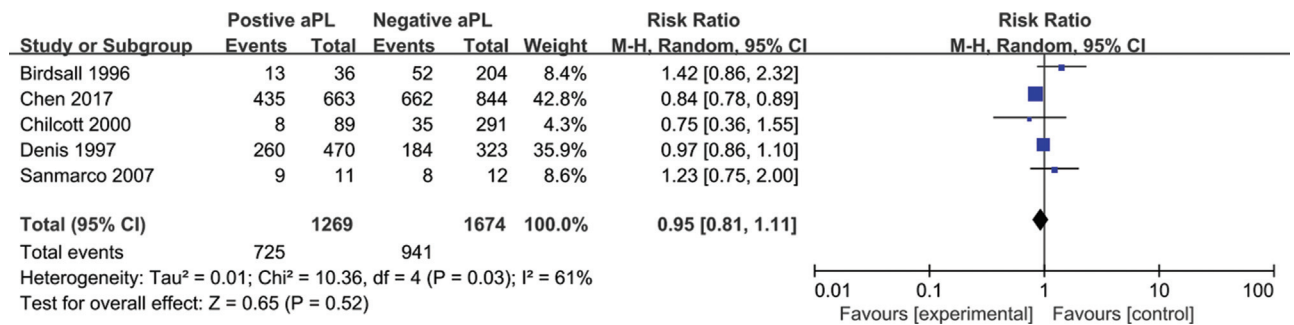 Postive aPL Negative aPL Risk Ratio Risk Ratio
Study or Subgroup Events Total Events Total Weight M-H, Random, 95% CI M-H, Random, 95% CI
Birdsall 1996 13 36 52 204 8.4% 1.42 [0.86, 2.32]
Chen 2017 435 663 662 844 42.8% 0.84 [0.78, 0.89]
Chilcott 2000 8 89 35 291 4.3% 0.75 [0.36, 1.55]
Denis 1997 260 470 184 323 35.9% 0.97 [0.86, 1.10]
Sanmarco 2007 9 11 8 12 8.6% 1.23 [0.75, 2.00]
Total (95% CI) 1269 1674 100.0% 0.95 [0.81, 1.11]
Total events 725 941
Heterogeneity: Tau² = 0.01; Chi² = 10.36, df = 4 (P = 0.03); I² = 61%
Test for overall effect: Z = 0.65 (P = 0.52)
0.01 0.1 1 10 100
Favours [experimental] Favours [control]